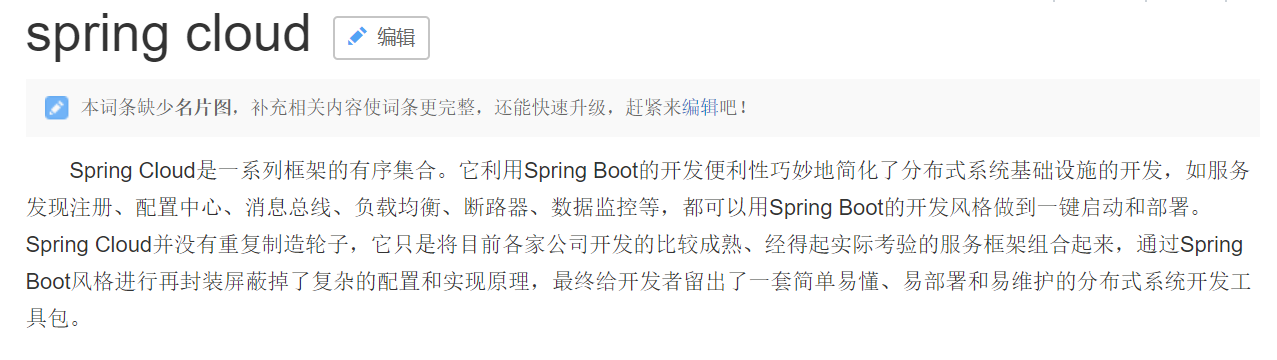 spring cloud 编辑
本词条缺少名片图，补充相关内容使词条更完整，还能快速升级，赶紧来编辑吧！
Spring Cloud是一系列框架的有序集合。它利用Spring Boot的开发便利性巧妙地简化了分布式系统基础设施的开发，如服务
发现注册、配置中心、消息总线、负载均衡、断路器、数据监控等，都可以用Spring Boot的开发风格做到一键启动和部署。
Spring Cloud并没有重复制造轮子，它只是将目前各家公司开发的比较成熟、经得起实际考验的服务框架组合起来，通过Spring
Boot风格进行再封装屏蔽掉了复杂的配置和实现原理，最终给开发者留出了一套简单易懂、易部署和易维护的分布式系统开发工
具包。